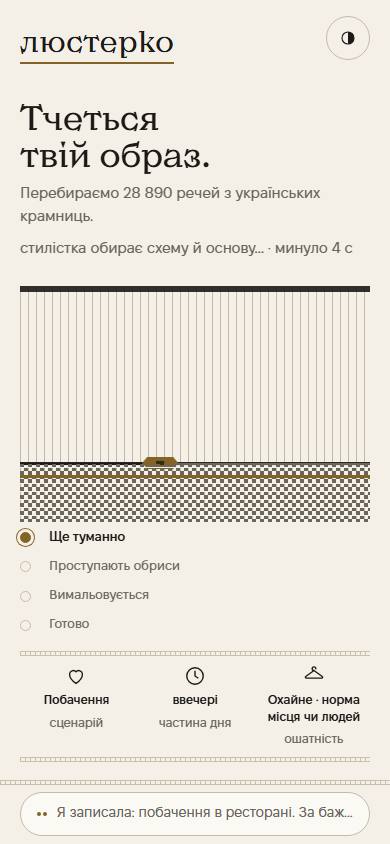 люстерко
Тчеться
твій образ.
Перебираємо 28 890 речей з українських
крамниць.
стилістка обирає схему й основу... · минуло 4 с
Ще туманно
Проступають обриси
Вимальовується
Готово
Побачення
сценарій
ввечері
частина дня
Охайне · норма
місця чи людей
ошатність
Я записала: побачення в ресторані. За баж...